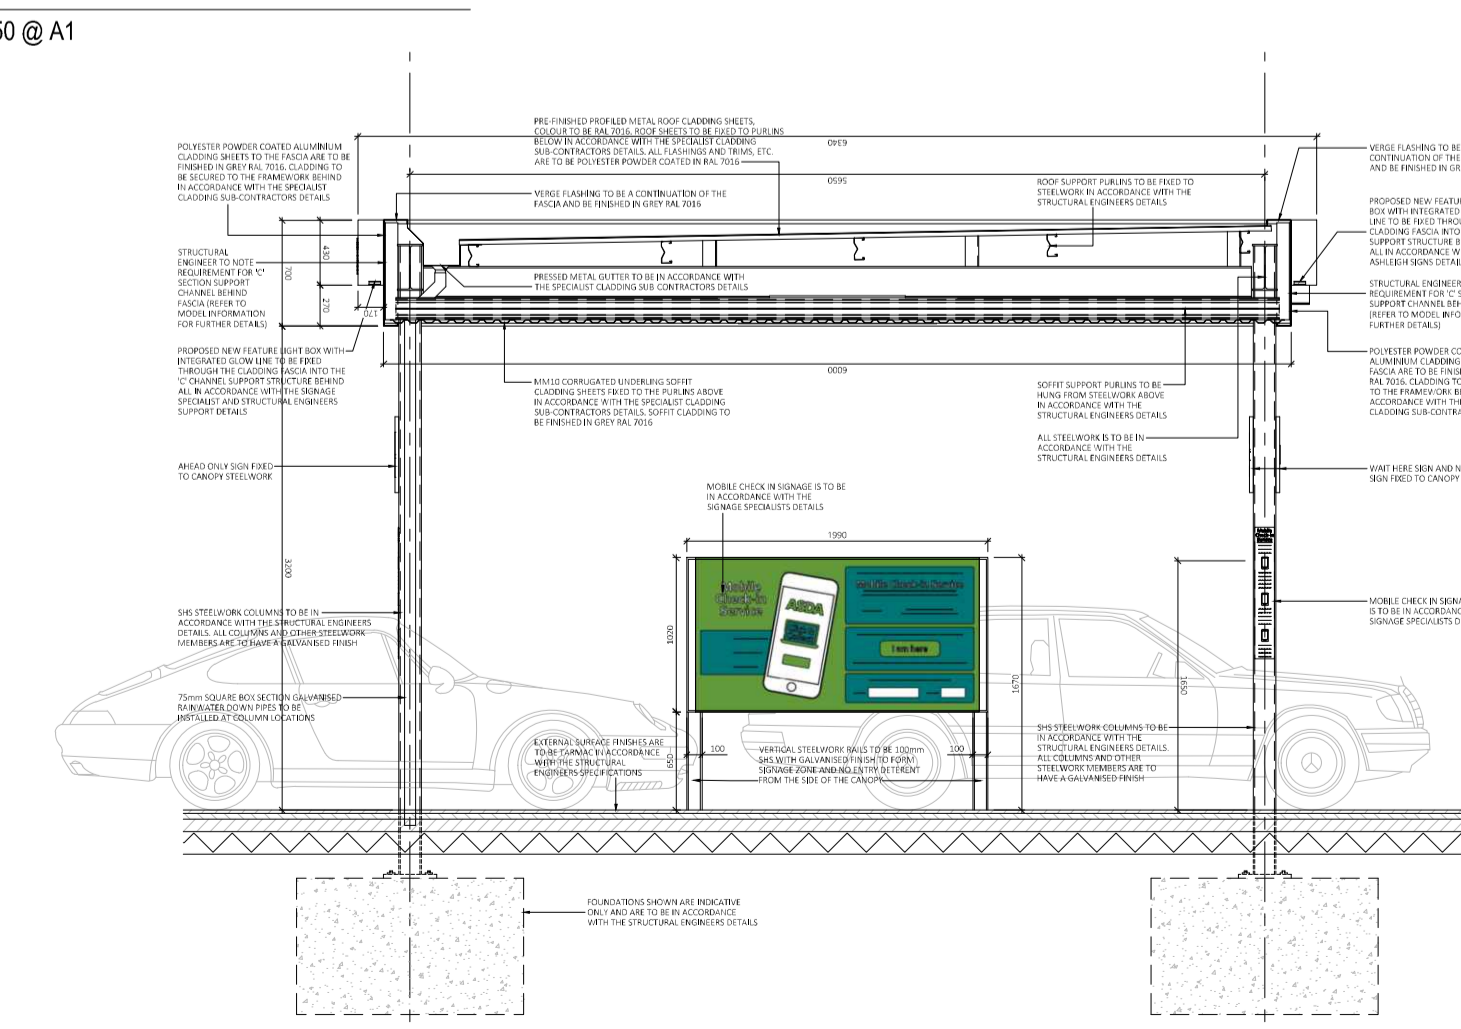 50 @ A1
PRE-FINISHED PROFILED METAL ROOF CLADDING SHEETS,
COLOUR TO BE RAL 7016. ROOF SHEETS TO BE FIXED TO PURLINS
BELOW IN ACCORDANCE WITH THE SPECIALIST CLADDING
SUB-CONTRACTORS DETAILS. ALL FLASHINGS AND TRIMS, ETC.
ARE TO BE POLYESTER POWDER COATED IN RAL 7016
6340
5650
POLYESTER POWDER COATED ALUMINIUM
CLADDING SHEETS TO THE FASCIA ARE TO BE
FINISHED IN GREY RAL 7016. CLADDING TO
BE SECURED TO THE FRAMEWORK BEHIND
IN ACCORDANCE WITH THE SPECIALIST
CLADDING SUB-CONTRACTORS DETAILS
VERGE FLASHING TO BE A CONTINUATION OF THE
FASCIA AND BE FINISHED IN GREY RAL 7016
ROOF SUPPORT PURLINS TO BE FIXED TO
STEELWORK IN ACCORDANCE WITH THE
STRUCTURAL ENGINEERS DETAILS
VERGE FLASHING TO BE
CONTINUATION OF THE
AND BE FINISHED IN GR
PROPOSED NEW FEATUR
BOX WITH INTEGRATED
LINE TO BE FIXED THROU
CLADDING FASCIA INTO
SUPPORT STRUCTURE B
ALL IN ACCORDANCE W
ASHLEIGH SIGNS DETAIL
STRUCTURAL
ENGINEER TO NOTE
REQUIREMENT FOR 'C'
SECTION SUPPORT
CHANNEL BEHIND
FASCIA (REFER TO
MODEL INFORMATION
FOR FURTHER DETAILS)
700
430
270
170
PRESSED METAL GUTTER TO BE IN ACCORDANCE WITH
THE SPECIALIST CLADDING SUB CONTRACTORS DETAILS
STRUCTURAL ENGINEER
REQUIREMENT FOR 'C' S
SUPPORT CHANNEL BEH
(REFER TO MODEL INFO
FURTHER DETAILS)
PROPOSED NEW FEATURE LIGHT BOX WITH
INTEGRATED GLOW LINE TO BE FIXED
THROUGH THE CLADDING FASCIA INTO THE
'C' CHANNEL SUPPORT STRUCTURE BEHIND
ALL IN ACCORDANCE WITH THE SIGNAGE
SPECIALIST AND STRUCTURAL ENGINEERS
SUPPORT DETAILS
6000
MM10 CORRUGATED UNDERLING SOFFIT
CLADDING SHEETS FIXED TO THE PURLINS ABOVE
IN ACCORDANCE WITH THE SPECIALIST CLADDING
SUB-CONTRACTORS DETAILS. SOFFIT CLADDING TO
BE FINISHED IN GREY RAL 7016
SOFFIT SUPPORT PURLINS TO BE
HUNG FROM STEELWORK ABOVE
IN ACCORDANCE WITH THE
STRUCTURAL ENGINEERS DETAILS
POLYESTER POWDER CO
ALUMINIUM CLADDING
FASCIA ARE TO BE FINISH
RAL 7016. CLADDING TO
TO THE FRAMEWORK BE
ACCORDANCE WITH THE
CLADDING SUB-CONTRA
ALL STEELWORK IS TO BE IN
ACCORDANCE WITH THE
STRUCTURAL ENGINEERS DETAILS
AHEAD ONLY SIGN FIXED
TO CANOPY STEELWORK
WAIT HERE SIGN AND N
SIGN FIXED TO CANOPY
MOBILE CHECK IN SIGNAGE IS TO BE
IN ACCORDANCE WITH THE
SIGNAGE SPECIALISTS DETAILS
1990
3200
Mobile
Check-in
Service
ASDA
Mobile Check-in Service
I am here
1020
1670
1650
Mobile
Check-in
Service
MOBILE CHECK IN SIGNA
IS TO BE IN ACCORDANC
SIGNAGE SPECIALISTS D
SHS STEELWORK COLUMNS TO BE IN
ACCORDANCE WITH THE STRUCTURAL ENGINEERS
DETAILS. ALL COLUMNS AND OTHER STEELWORK
MEMBERS ARE TO HAVE A GALVANISED FINISH
75mm SQUARE BOX SECTION GALVANISED
RAINWATER DOWN PIPES TO BE
INSTALLED AT COLUMN LOCATIONS
EXTERNAL SURFACE FINISHES ARE
TO BE TARMAC IN ACCORDANCE
WITH THE STRUCTURAL
ENGINEERS SPECIFICATIONS
650
100
VERTICAL STEELWORK RAILS TO BE 100mm
SHS WITH GALVANISED FINISH TO FORM
SIGNAGE ZONE AND NO ENTRY DETERENT
FROM THE SIDE OF THE CANOPY
100
SHS STEELWORK COLUMNS TO BE
IN ACCORDANCE WITH THE
STRUCTURAL ENGINEERS DETAILS.
ALL COLUMNS AND OTHER
STEELWORK MEMBERS ARE TO
HAVE A GALVANISED FINISH
FOUNDATIONS SHOWN ARE INDICATIVE
ONLY AND ARE TO BE IN ACCORDANCE
WITH THE STRUCTURAL ENGINEERS DETAILS